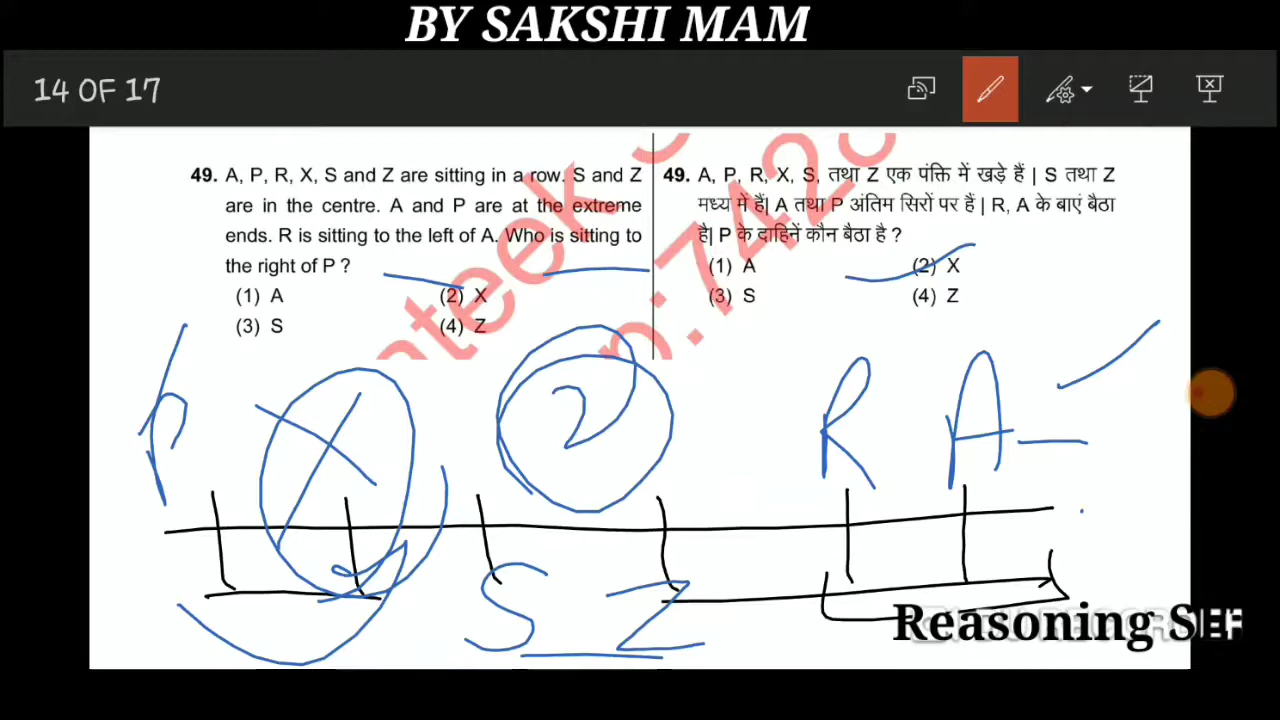 BY SAKSHI MAM
14 OF 17
49. A, P, R, X, S and Z are sitting in a row. S and Z
are in the centre. A and P are at the extreme
ends. R is sitting to the left of A. Who is sitting to
the right of P ?
(1) A (2) X
(3) S (4) Z
49. A, P, R, X, S, तथा Z एक पंक्ति में खड़े हैं | S तथा Z
मध्य में हैं| A तथा P अंतिम सिरों पर हैं | R, A के बाएं बैठा
है| P के दाहिनें कौन बैठा है ?
(1) A (2) X
(3) S (4) Z
P X 2 R A
S Z
Reasoning S